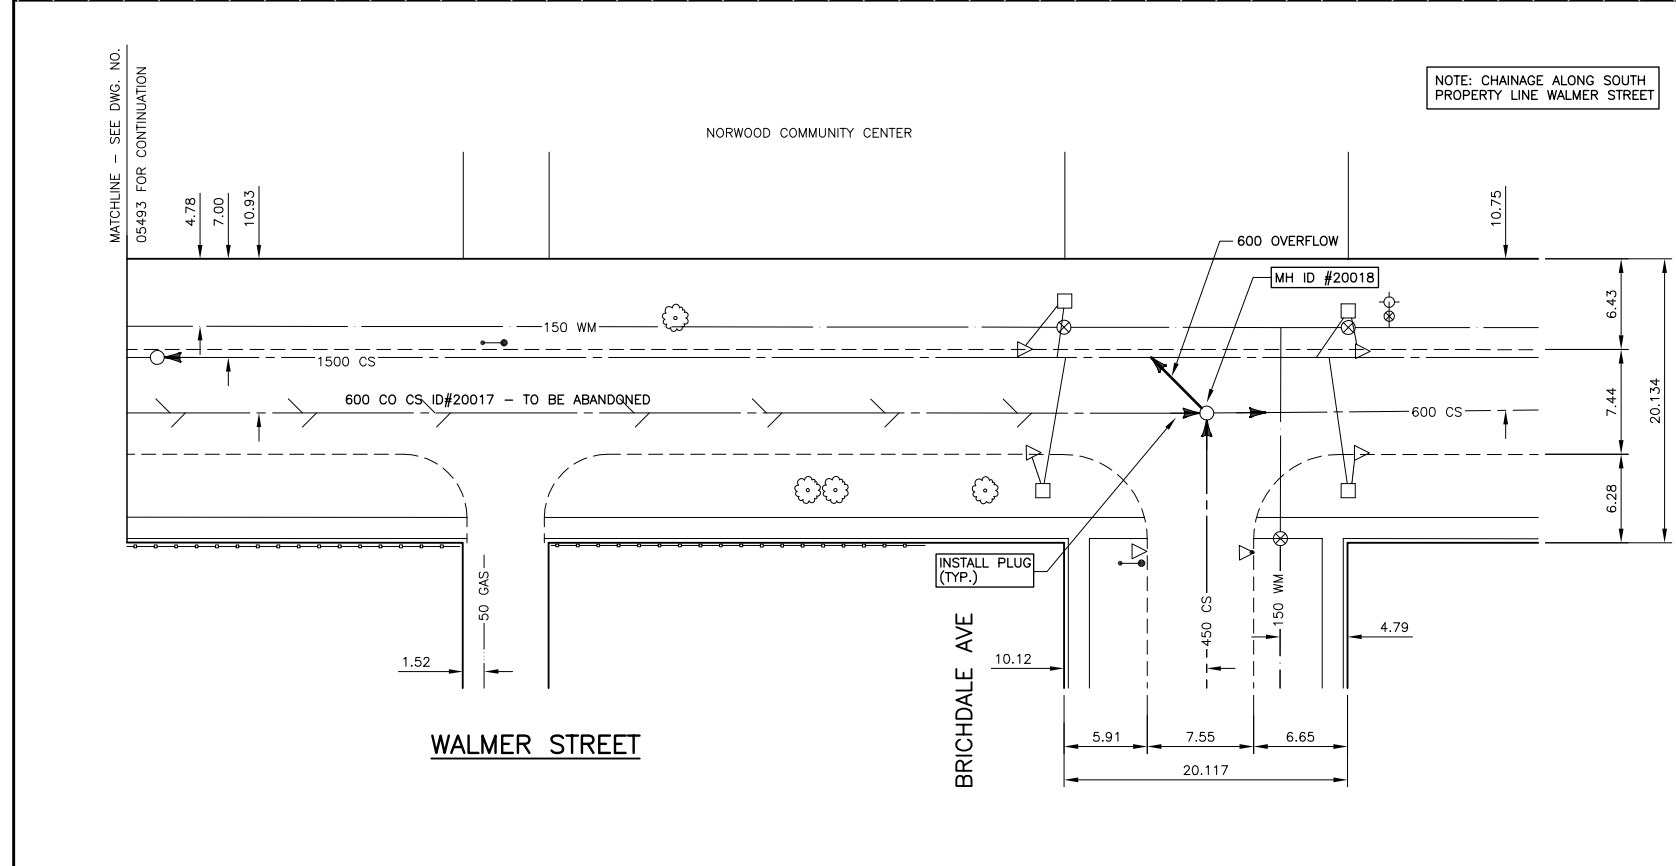 MATCHLINE – SEE DWG. NO.
05493 FOR CONTINUATION
NOTE: CHAINAGE ALONG SOUTH
PROPERTY LINE WALMER STREET
NORWOOD COMMUNITY CENTER
4.78
7.00
10.93
10.75
600 OVERFLOW
MH ID #20018
150 WM
1500 CS
600 CO CS ID#20017 – TO BE ABANDONED
600 CS
6.43
7.44
6.28
20.134
INSTALL PLUG
(TYP.)
50 GAS
450 CS
150 WM
1.52
10.12
4.79
BRICHDALE AVE
WALMER STREET
5.91
7.55
6.65
20.117